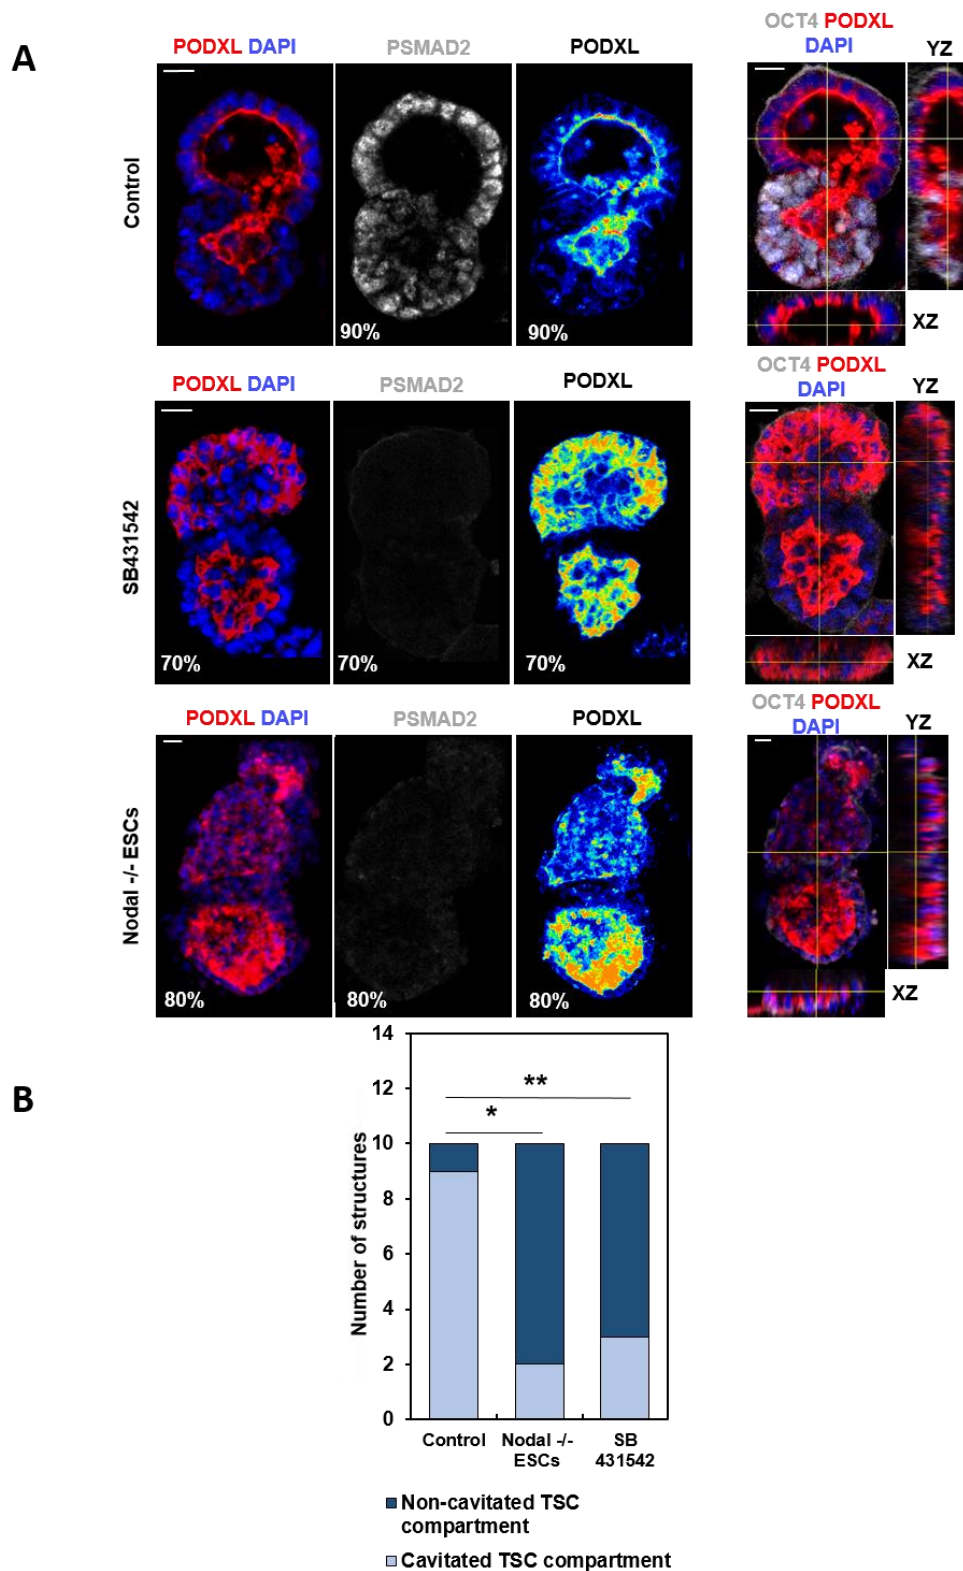 A
PODXL DAPI
PSMAD2
PODXL
OCT4 PODXL
DAPI
YZ
Control
90%
90%
XZ
PODXL DAPI
PSMAD2
PODXL
OCT4 PODXL
DAPI
YZ
SB431542
70%
70%
70%
XZ
PODXL DAPI
PSMAD2
PODXL
OCT4 PODXL
DAPI
YZ
Nodal -/- ESCs
80%
80%
80%
XZ
B
Number of structures
14
12
10
8
6
4
2
0
**
*
Control
Nodal -/-
ESCs
SB
431542
Non-cavitated TSC
compartment
Cavitated TSC compartment